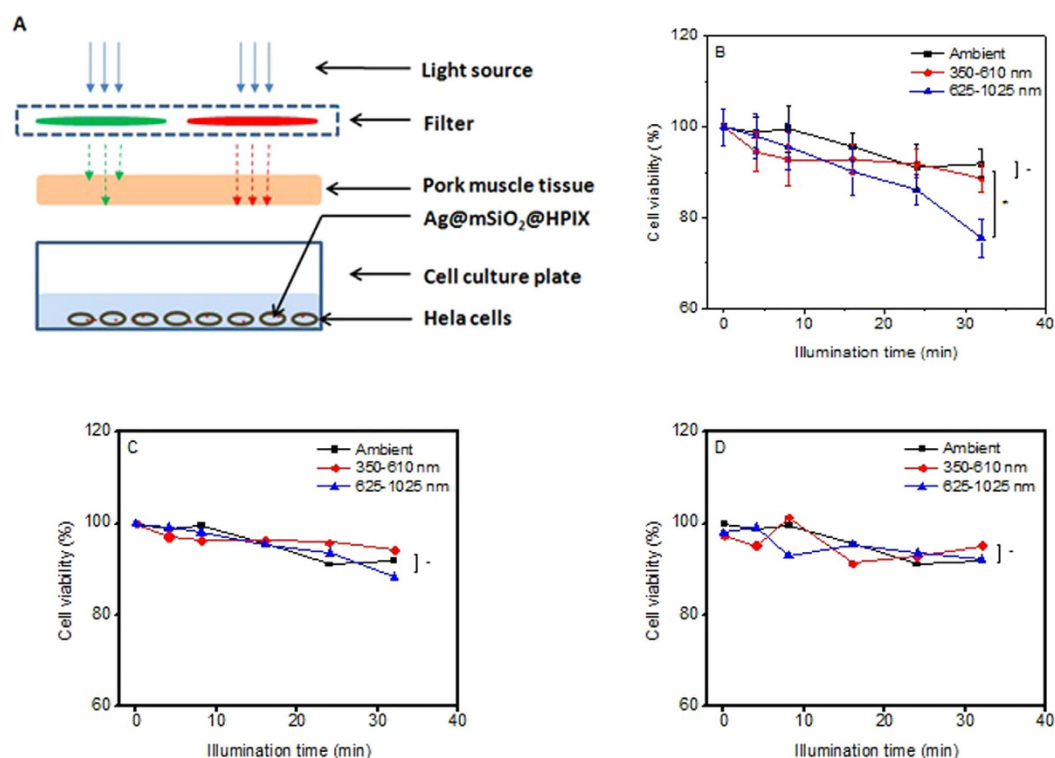 A
Light source
Filter
Pork muscle tissue
Ag@mSiO₂@HPIX
Cell culture plate
Hela cells
B
Ambient
350-610 nm
625-1025 nm
*
-
120
100
80
60
Cell viability (%)
0 10 20 30 40
Illumination time (min)
C
Ambient
350-610 nm
625-1025 nm
-
120
100
80
60
Cell viability (%)
0 10 20 30 40
Illumination time (min)
D
Ambient
350-610 nm
625-1025 nm
-
120
100
80
60
Cell viability (%)
0 10 20 30 40
Illumination time (min)